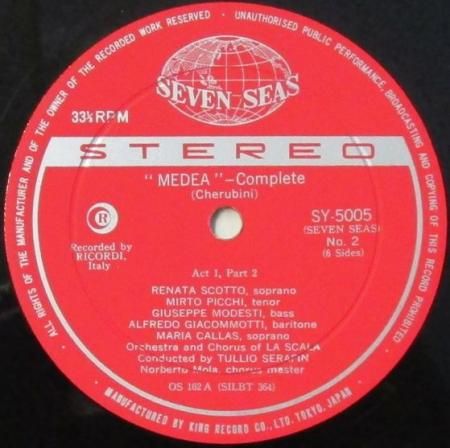 ALL RIGHTS OF THE MANUFACTURER AND OF THE OWNER OF THE RECORDED WORK RESERVED • UNAUTHORISED PUBLIC PERFORMANCE, BROADCASTING AND COPYING OF THIS RECORD PROHIBITED •
SEVEN SEAS
33⅓ RPM
STEREO
"MEDEA"–Complete
(Cherubini)
R
Recorded by
RICORDI,
Italy
SY-5005
(SEVEN SEAS)
No. 2
(6 Sides)
Act 1, Part 2
RENATA SCOTTO, soprano
MIRTO PICCHI, tenor
GIUSEPPE MODESTI, bass
ALFREDO GIACOMMOTTI, baritone
MARIA CALLAS, soprano
Orchestra and Chorus of LA SCALA
Conducted by TULLIO SERAFIN
Norberto Mola, chorus master
OS 162 A (SILBT 364)
MANUFACTURED BY KING RECORD CO., LTD. TOKYO, JAPAN